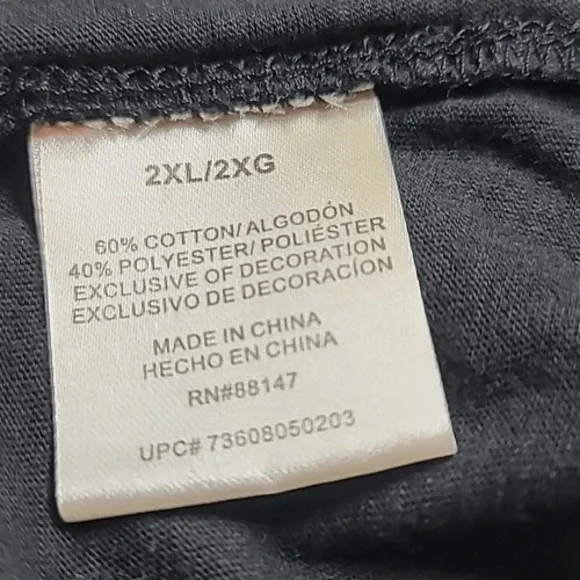 2XL/2XG
60% COTTON/ ALGODÓN
40% POLYESTER/ POLIÉSTER
EXCLUSIVE OF DECORATION
EXCLUSIVO DE DECORACÍON
MADE IN CHINA
HECHO EN CHINA
RN#88147
UPC# 73608050203